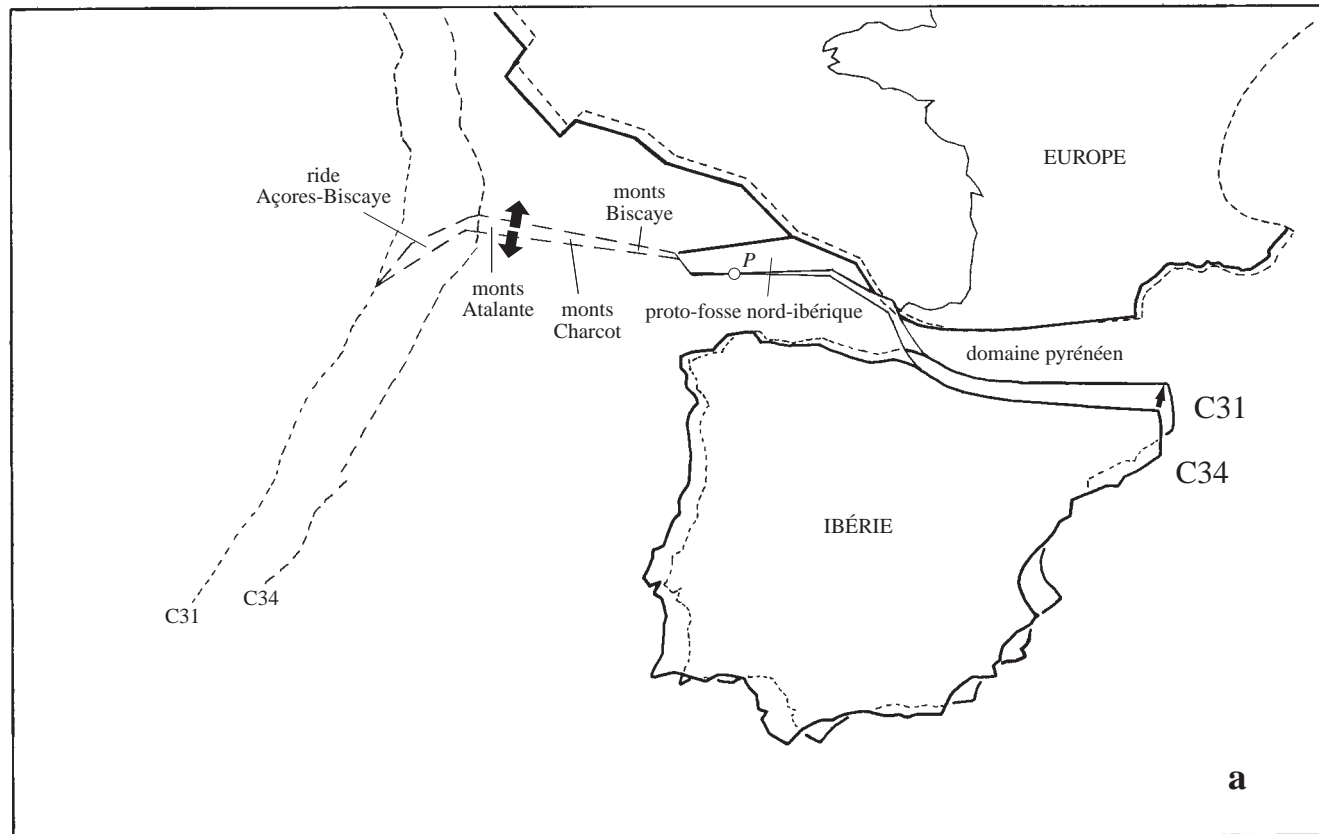 EUROPE
ride
Açores-Biscaye
monts
Biscaye
P
monts
Atalante
monts
Charcot
proto-fosse nord-ibérique
domaine pyrénéen
C31
C34
IBÉRIE
C31
C34
a